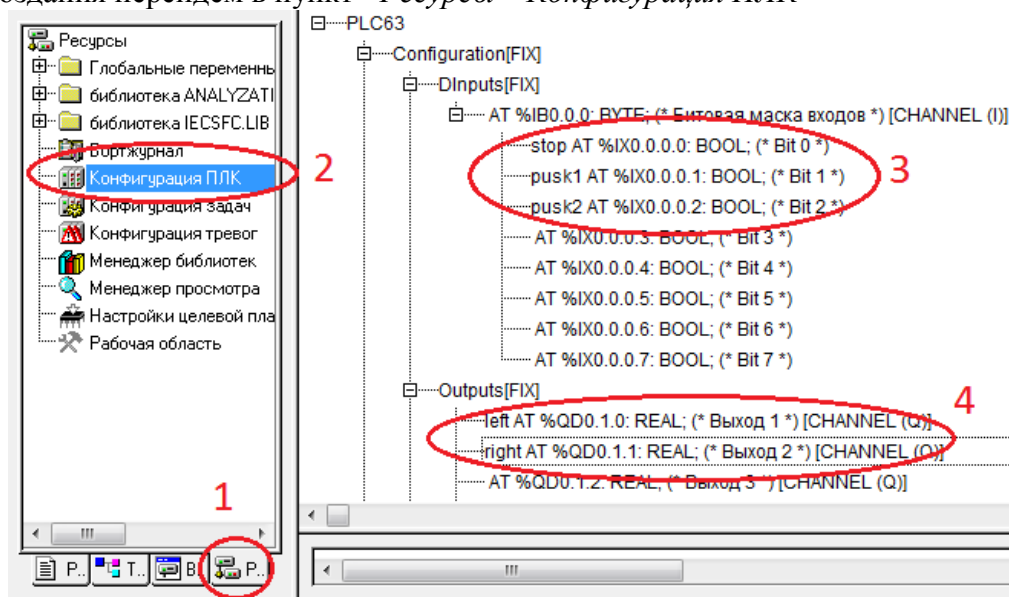 создания перейдем в пункт "Ресурсы – Конфигурация ПЛК"
Ресурсы
Глобальные переменны
библиотека ANALYZATI
библиотека IECSFC.LIB
Бортжурнал
Конфигурация ПЛК
Конфигурация задач
Конфигурация тревог
Менеджер библиотек
Менеджер просмотра
Настройки целевой пла
Рабочая область
2
1
Р..
Т..
В.
Р..
PLC63
Configuration[FIX]
DInputs[FIX]
AT %IB0.0.0: BYTE; (* Битовая маска входов *) [CHANNEL (I)]
stop AT %IX0.0.0.0: BOOL; (* Bit 0 *)
pusk1 AT %IX0.0.0.1: BOOL; (* Bit 1 *)
pusk2 AT %IX0.0.0.2: BOOL; (* Bit 2 *)
3
AT %IX0.0.0.3: BOOL; (* Bit 3 *)
AT %IX0.0.0.4: BOOL; (* Bit 4 *)
AT %IX0.0.0.5: BOOL; (* Bit 5 *)
AT %IX0.0.0.6: BOOL; (* Bit 6 *)
AT %IX0.0.0.7: BOOL; (* Bit 7 *)
Outputs[FIX]
4
left AT %QD0.1.0: REAL; (* Выход 1 *) [CHANNEL (Q)]
right AT %QD0.1.1: REAL; (* Выход 2 *) [CHANNEL (Q)]
AT %QD0.1.2: REAL; (* Выход 3 *) [CHANNEL (Q)]